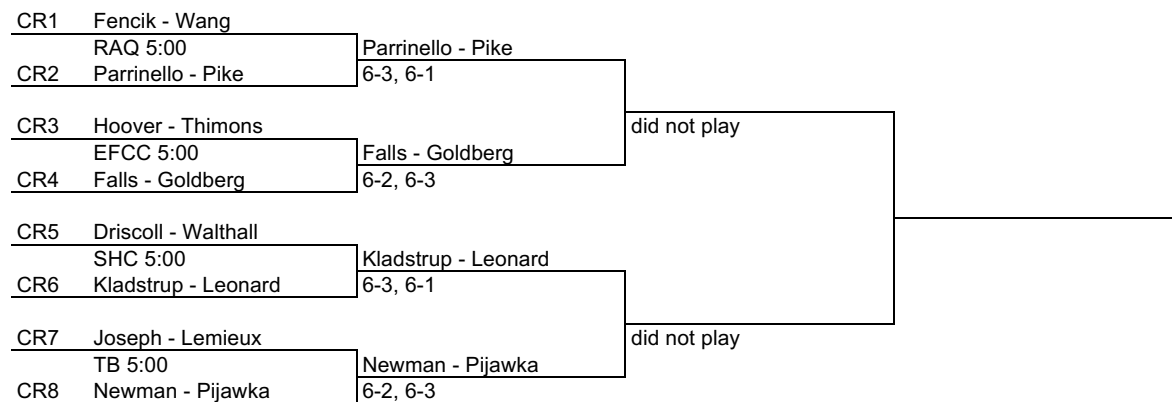 CR1 Fencik - Wang
RAQ 5:00 Parrinello - Pike
CR2 Parrinello - Pike 6-3, 6-1
CR3 Hoover - Thimons did not play
EFCC 5:00 Falls - Goldberg
CR4 Falls - Goldberg 6-2, 6-3
CR5 Driscoll - Walthall
SHC 5:00 Kladstrup - Leonard
CR6 Kladstrup - Leonard 6-3, 6-1
CR7 Joseph - Lemieux did not play
TB 5:00 Newman - Pijawka
CR8 Newman - Pijawka 6-2, 6-3